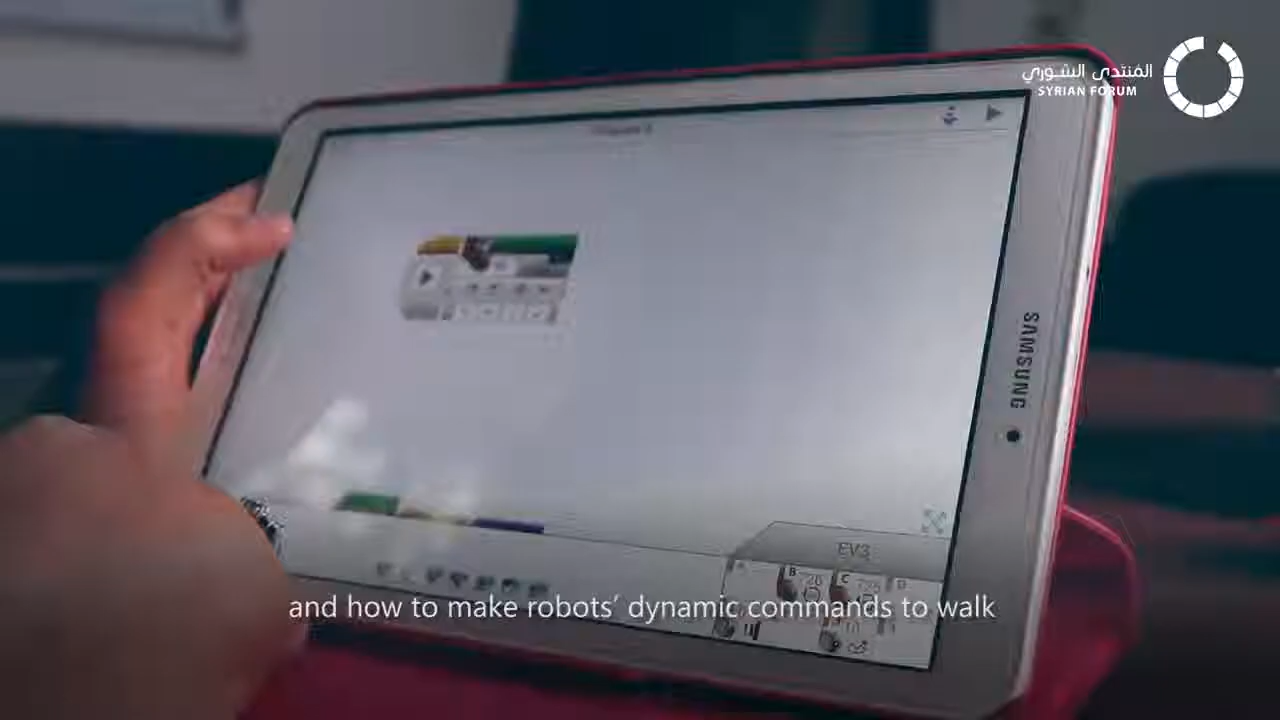 المنتدى السوري
SYRIAN FORUM
SAMSUNG
EV3
B
C
D
and how to make robots’ dynamic commands to walk